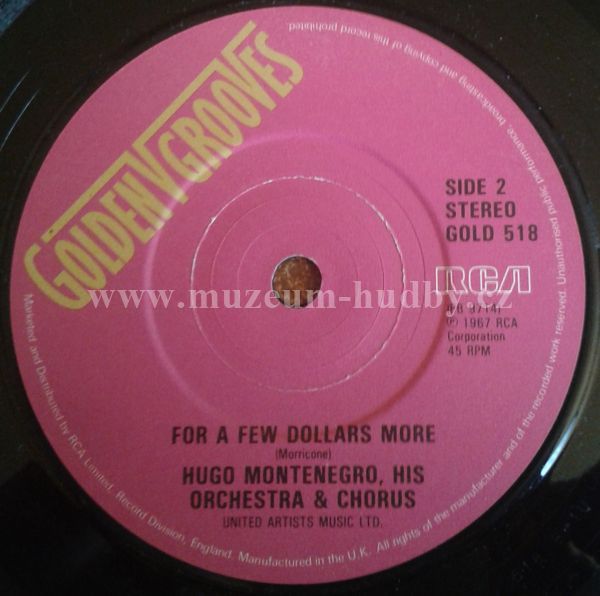 GOLDEN GROOVES
SIDE 2
STEREO
GOLD 518
RCA
℗ 1967 RCA
Corporation
45 RPM
www.muzeum-hudby.cz
FOR A FEW DOLLARS MORE
(Morricone)
HUGO MONTENEGRO, HIS
ORCHESTRA & CHORUS
UNITED ARTISTS MUSIC LTD.
Marketed and Distributed by RCA Limited, Record Division, England. Manufactured in the U.K. All rights of the manufacturer and of the recorded work reserved. Unauthorised public performance, broadcasting and copying of this record prohibited.